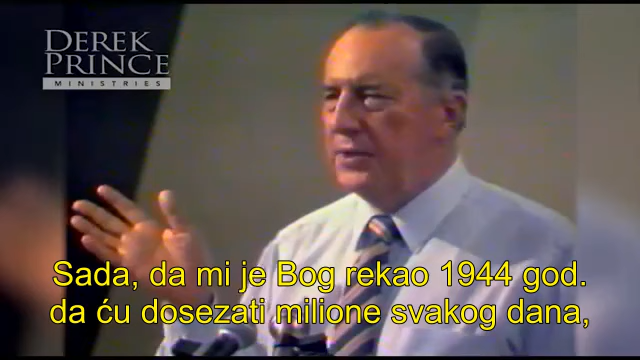 DEREK
PRINCE
MINISTRIES
Sada, da mi je Bog rekao 1944 god.
da ću dosezati milione svakog dana,